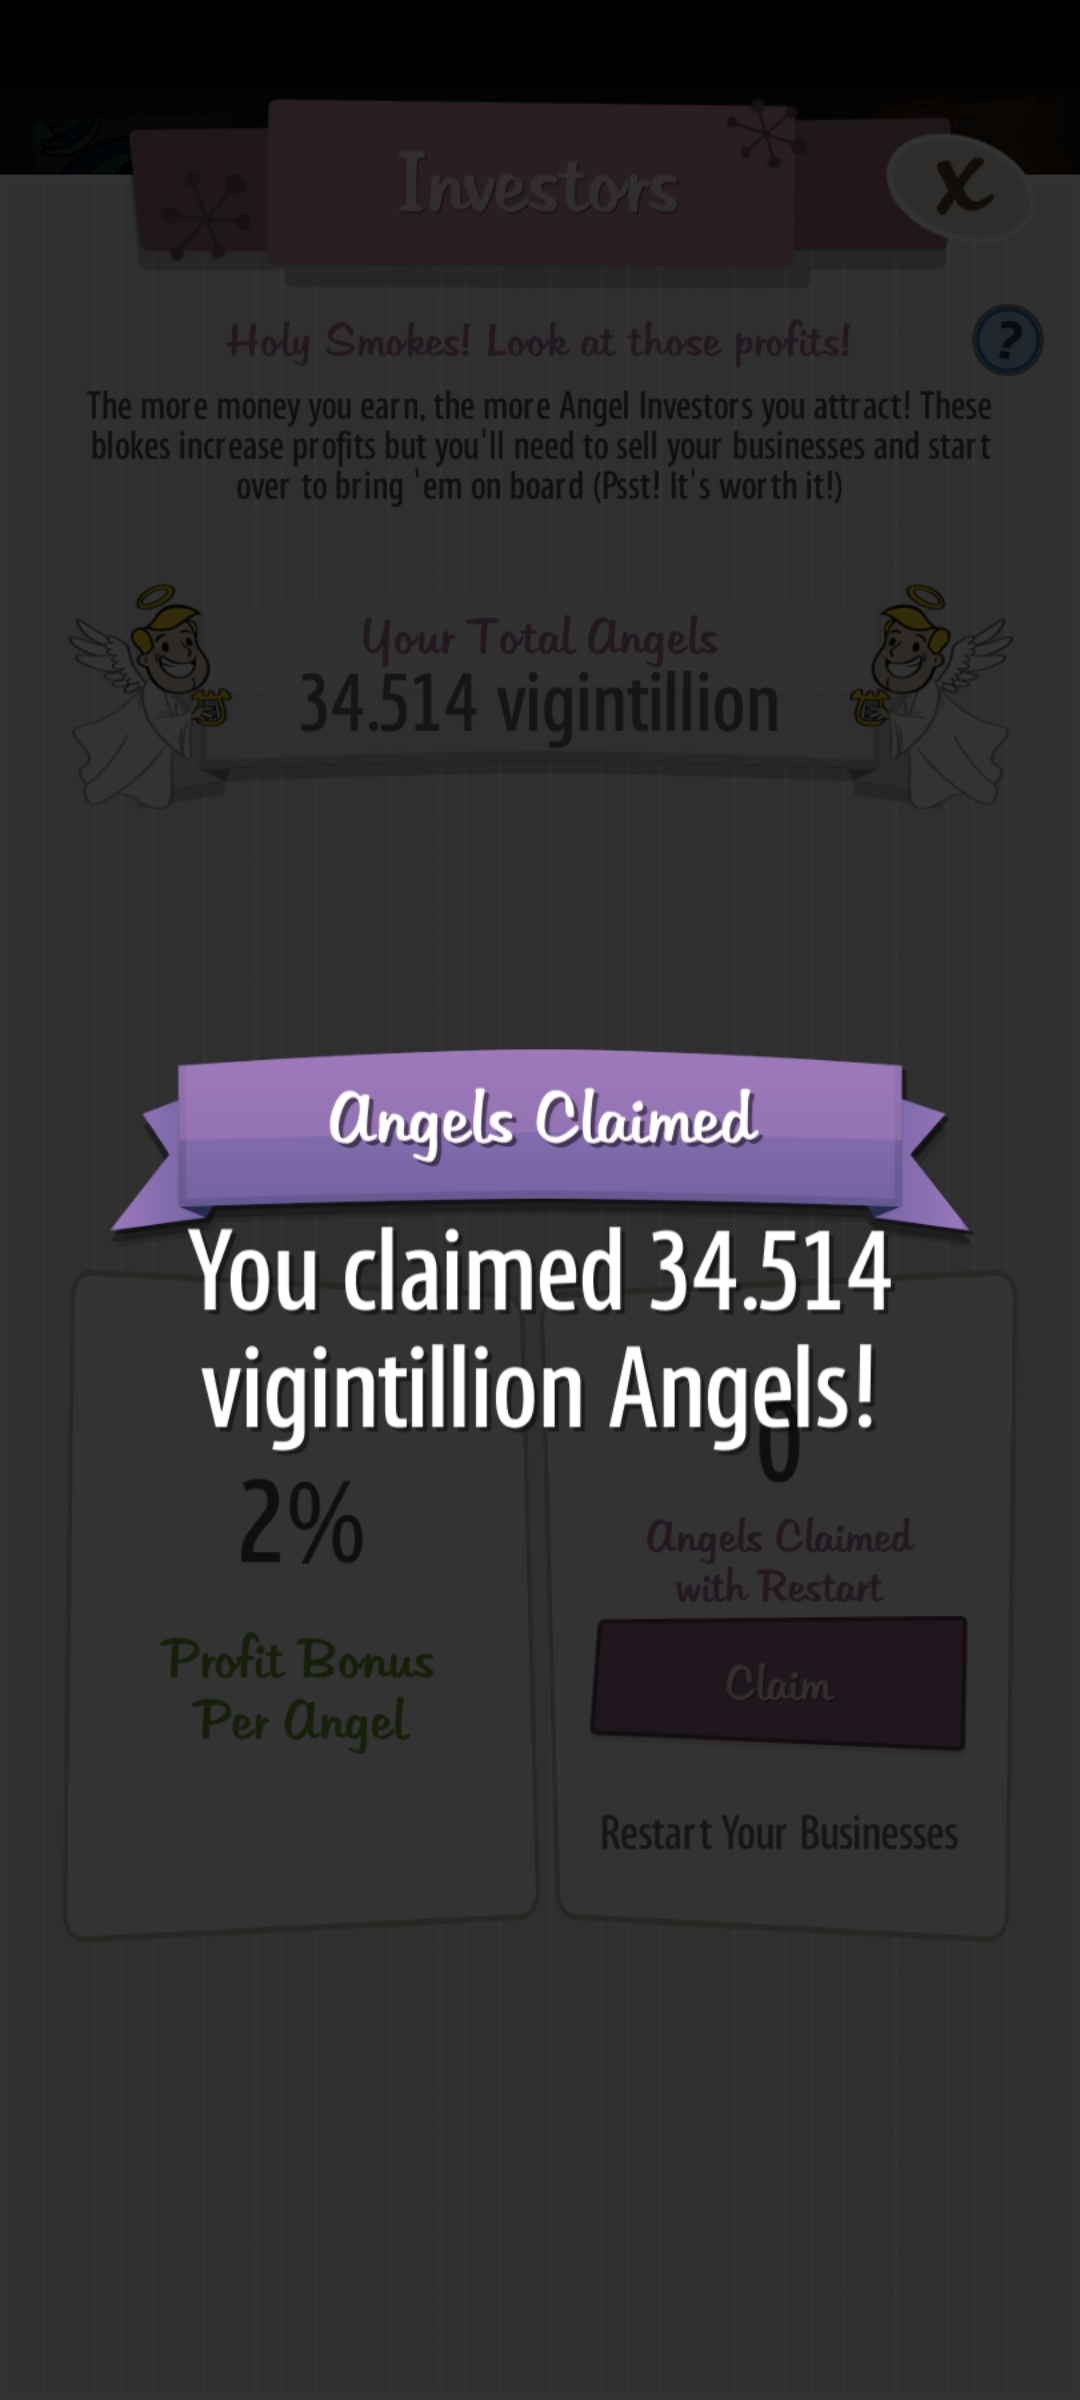 Investors
X
Holy Smokes! Look at those profits!
?
The more money you earn, the more Angel Investors you attract! These
blokes increase profits but you'll need to sell your businesses and start
over to bring 'em on board (Psst! It's worth it!)
Your Total Angels
34.514 vigintillion
Angels Claimed
You claimed 34.514
vigintillion Angels!
2%
Profit Bonus
Per Angel
0
Angels Claimed
with Restart
Claim
Restart Your Businesses